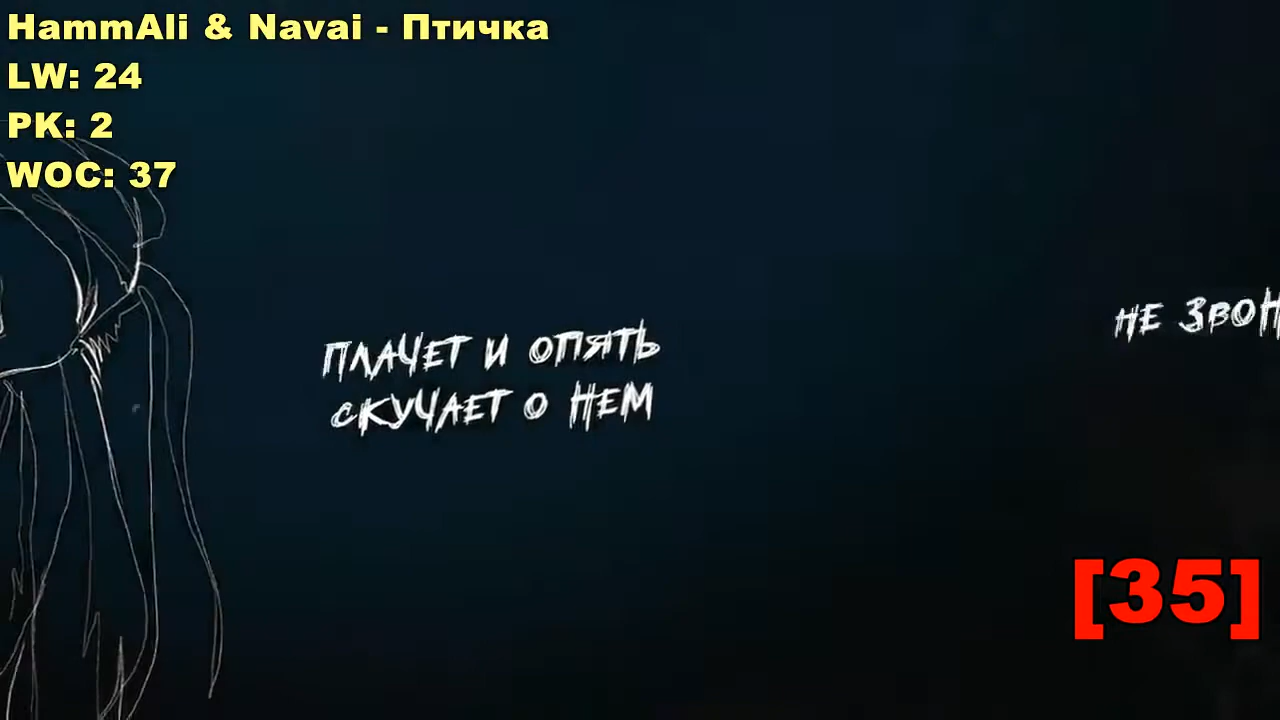 HammAli & Navai - Птичка
LW: 24
PK: 2
WOC: 37
ПЛАЧЕТ И ОПЯТЬ
СКУЧАЕТ О НЕМ
НЕ ЗВОН
[35]